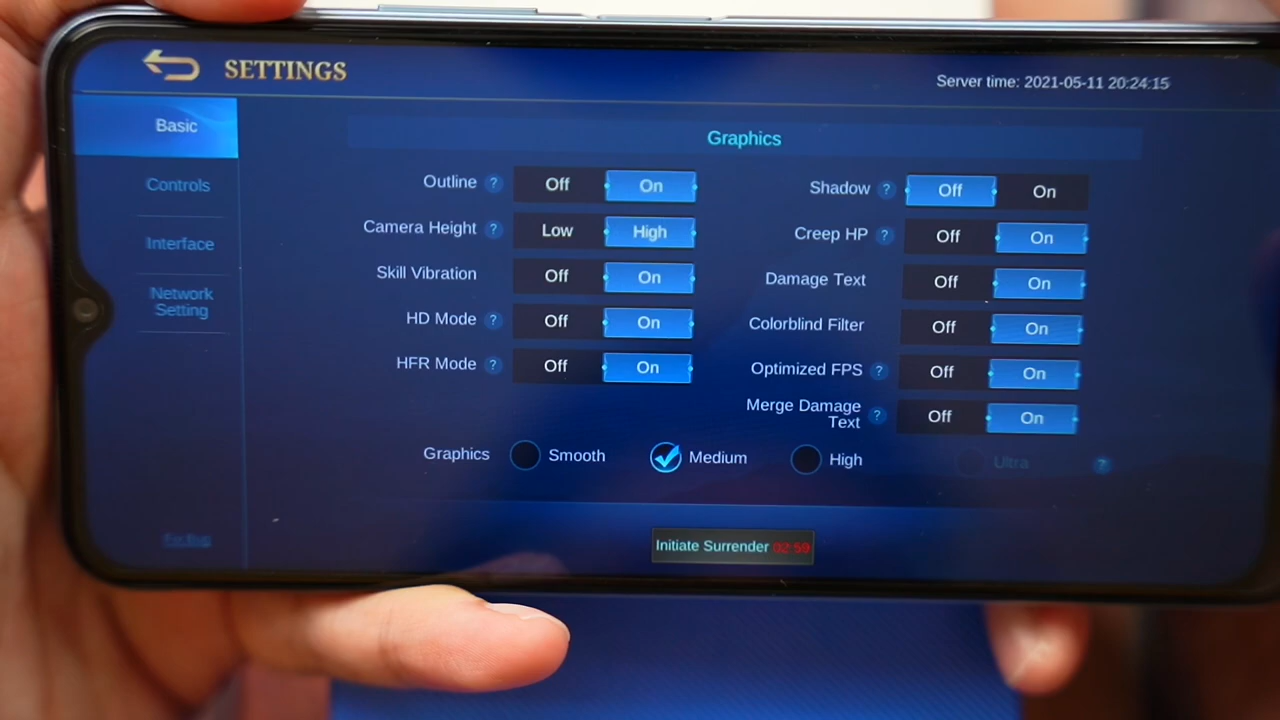 SETTINGS
Server time: 2021-05-11 20:24:15
Basic
Controls
Interface
Network
Setting
Graphics
Outline ? Off On
Camera Height ? Low High
Skill Vibration Off On
HD Mode ? Off On
HFR Mode ? Off On
Shadow ? Off On
Creep HP ? Off On
Damage Text Off On
Colorblind Filter Off On
Optimized FPS ? Off On
Merge Damage
Text ? Off On
Graphics Smooth Medium High Ultra ?
Initiate Surrender 02:59